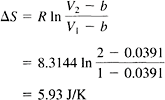 ΔS = R ln (V₂ − b)/(V₁ − b)
= 8.3144 ln (2 − 0.0391)/(1 − 0.0391)
= 5.93 J/K